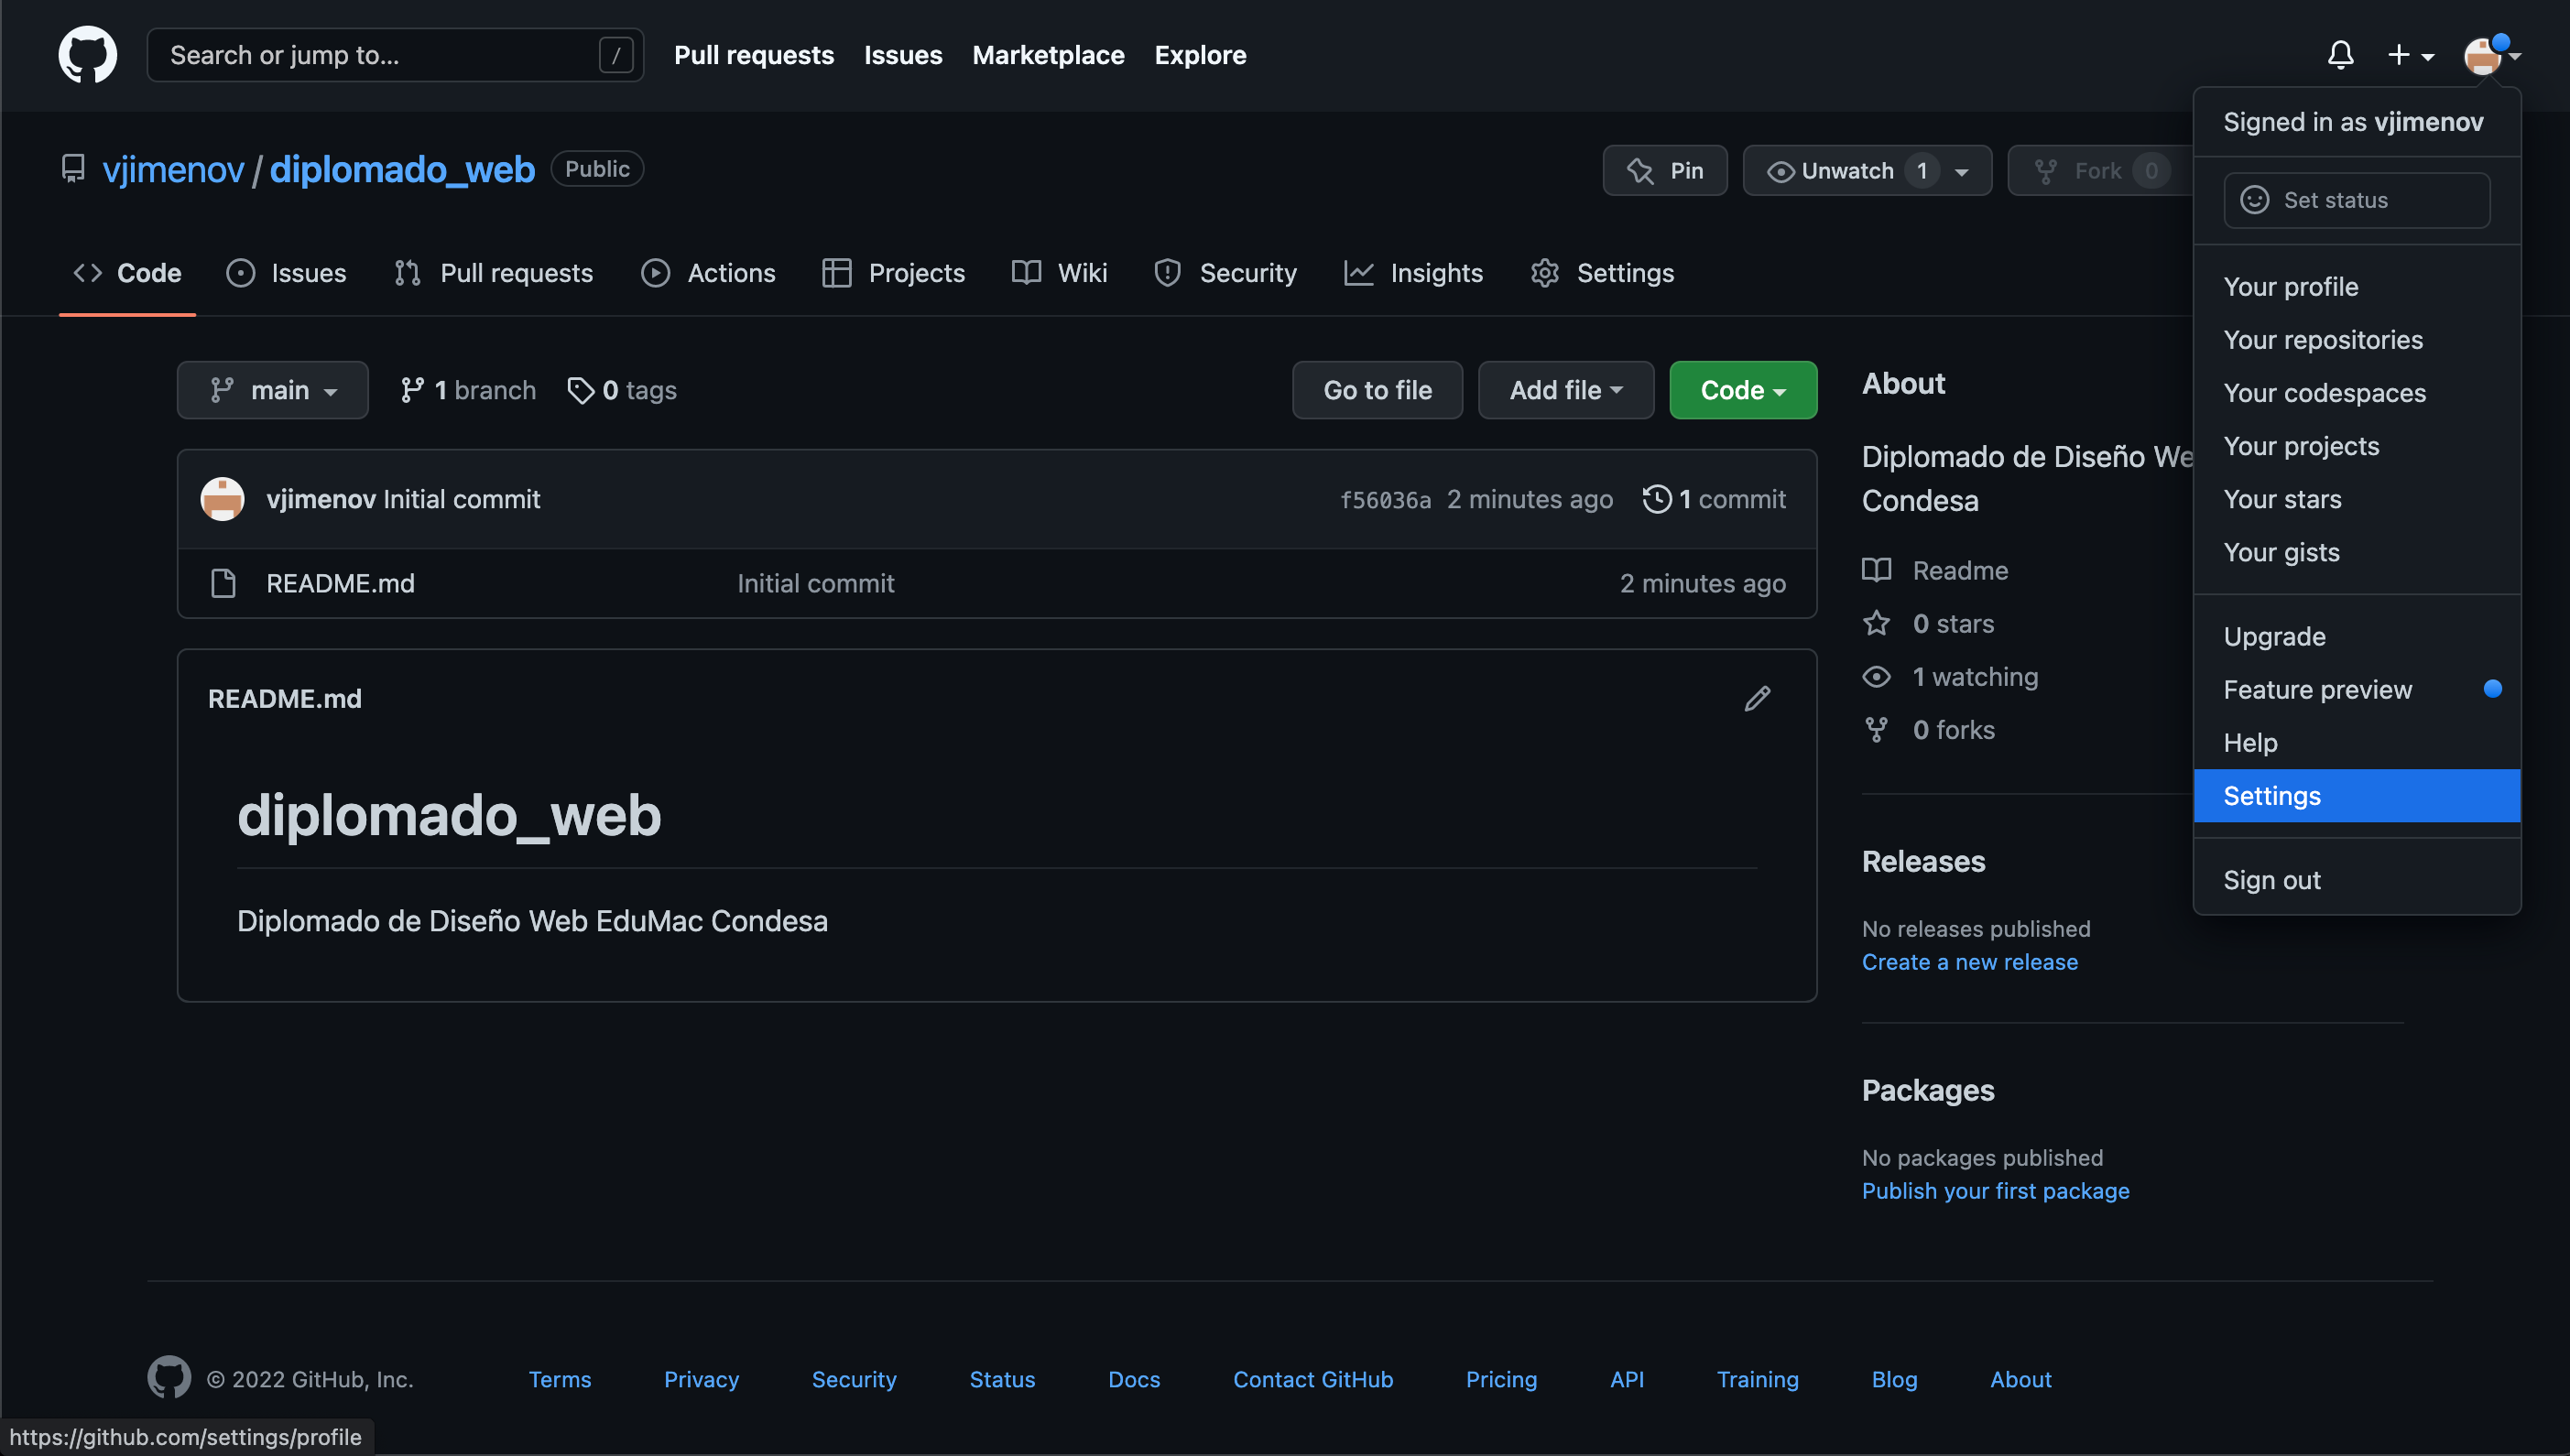 Search or jump to... /
Pull requests
Issues
Marketplace
Explore
Signed in as vjimenov
Set status
Your profile
Your repositories
Your codespaces
Your projects
Your stars
Your gists
Upgrade
Feature preview
Help
Settings
Sign out
vjimenov / diplomado_web Public
Pin
Unwatch 1
Fork 0
Code
Issues
Pull requests
Actions
Projects
Wiki
Security
Insights
Settings
main
1 branch
0 tags
Go to file
Add file
Code
vjimenov Initial commit
f56036a 2 minutes ago
1 commit
README.md
Initial commit
2 minutes ago
README.md
diplomado_web
Diplomado de Diseño Web EduMac Condesa
About
Diplomado de Diseño We
Condesa
Readme
0 stars
1 watching
0 forks
Releases
No releases published
Create a new release
Packages
No packages published
Publish your first package
© 2022 GitHub, Inc.
Terms
Privacy
Security
Status
Docs
Contact GitHub
Pricing
API
Training
Blog
About
https://github.com/settings/profile